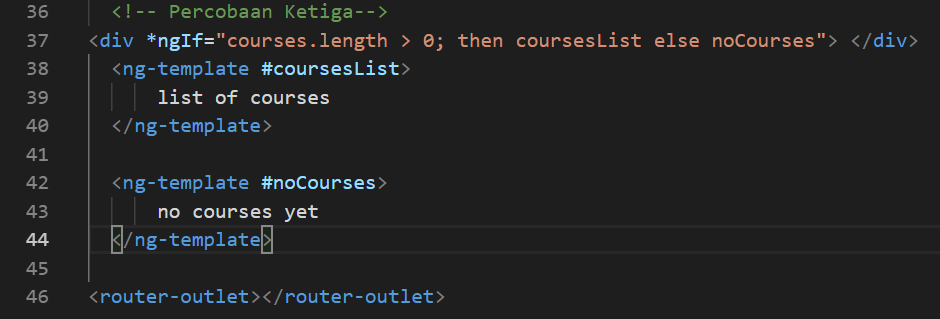 36 <!-- Percobaan Ketiga-->
37 <div *ngIf="courses.length > 0; then coursesList else noCourses"> </div>
38 <ng-template #coursesList>
39 list of courses
40 </ng-template>
41
42 <ng-template #noCourses>
43 no courses yet
44 </ng-template>
45
46 <router-outlet></router-outlet>